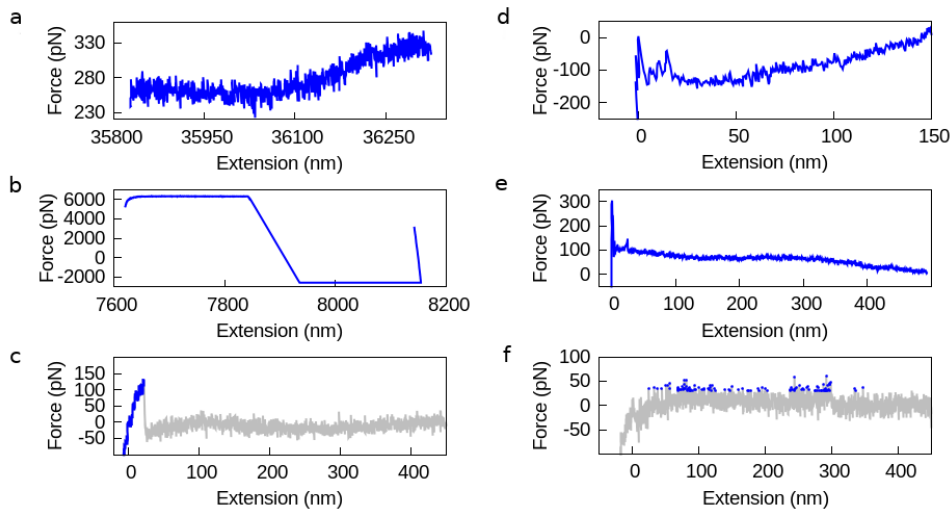 a
Force (pN)
330
280
230
35800 35950 36100 36250
Extension (nm)
b
Force (pN)
6000
4000
2000
0
-2000
7600 7800 8000 8200
Extension (nm)
c
Force (pN)
150
100
50
0
-50
0 100 200 300 400
Extension (nm)
d
Force (pN)
0
-100
-200
0 50 100 150
Extension (nm)
e
Force (pN)
300
200
100
0
0 100 200 300 400
Extension (nm)
f
Force (pN)
100
50
0
-50
0 100 200 300 400
Extension (nm)